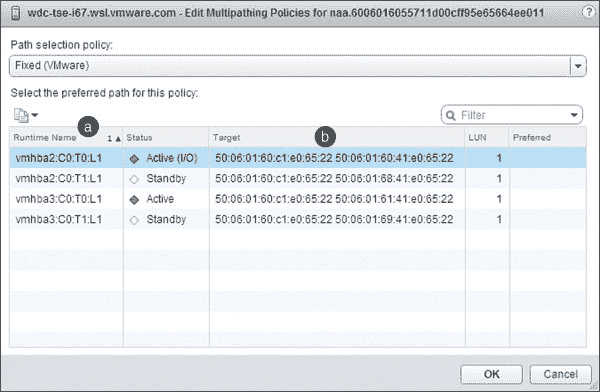 wdc-tse-i67.wsl.vmware.com - Edit Multipathing Policies for naa.6006016055711d00cff95e65664ee011 ?
Path selection policy:
Fixed (VMware)
Select the preferred path for this policy:
Filter
a b
Runtime Name 1 ▲ Status Target LUN Preferred
vmhba2:C0:T0:L1 Active (I/O) 50:06:01:60:c1:e0:65:22 50:06:01:60:41:e0:65:22 1
vmhba2:C0:T1:L1 Standby 50:06:01:60:c1:e0:65:22 50:06:01:68:41:e0:65:22 1
vmhba3:C0:T0:L1 Active 50:06:01:60:c1:e0:65:22 50:06:01:61:41:e0:65:22 1
vmhba3:C0:T1:L1 Standby 50:06:01:60:c1:e0:65:22 50:06:01:69:41:e0:65:22 1
OK Cancel